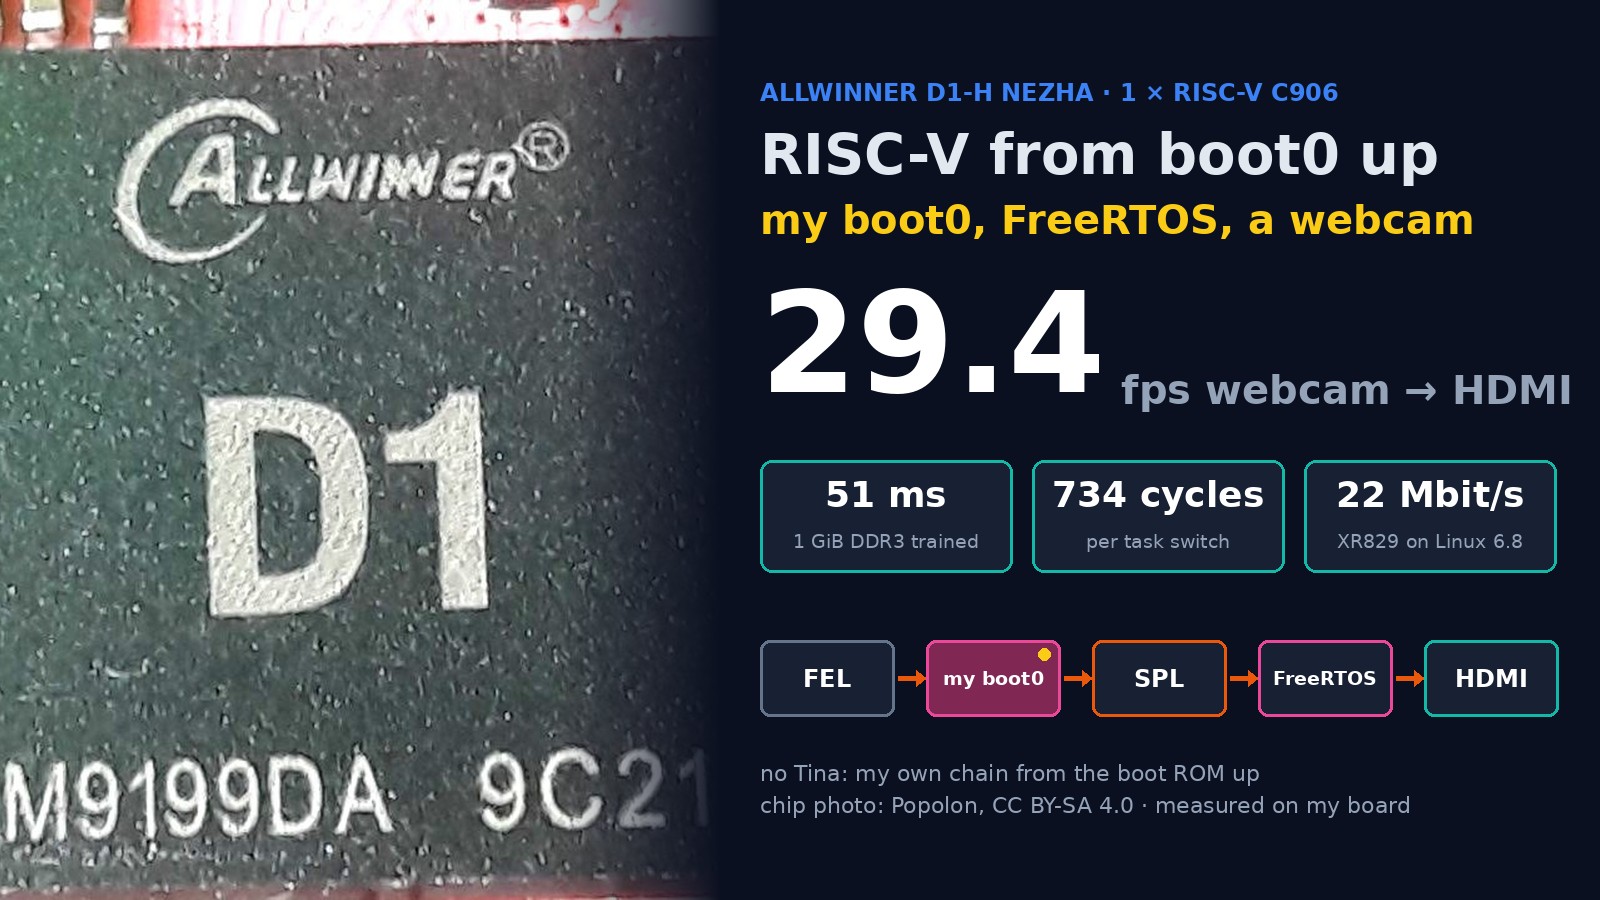 ALLWINNER®
D1
M9199DA 9C21
ALLWINNER D1-H NEZHA · 1 × RISC-V C906
RISC-V from boot0 up
my boot0, FreeRTOS, a webcam
29.4 fps webcam → HDMI
51 ms
1 GiB DDR3 trained
734 cycles
per task switch
22 Mbit/s
XR829 on Linux 6.8
FEL → my boot0 → SPL → FreeRTOS → HDMI
no Tina: my own chain from the boot ROM up
chip photo: Popolon, CC BY-SA 4.0 · measured on my board